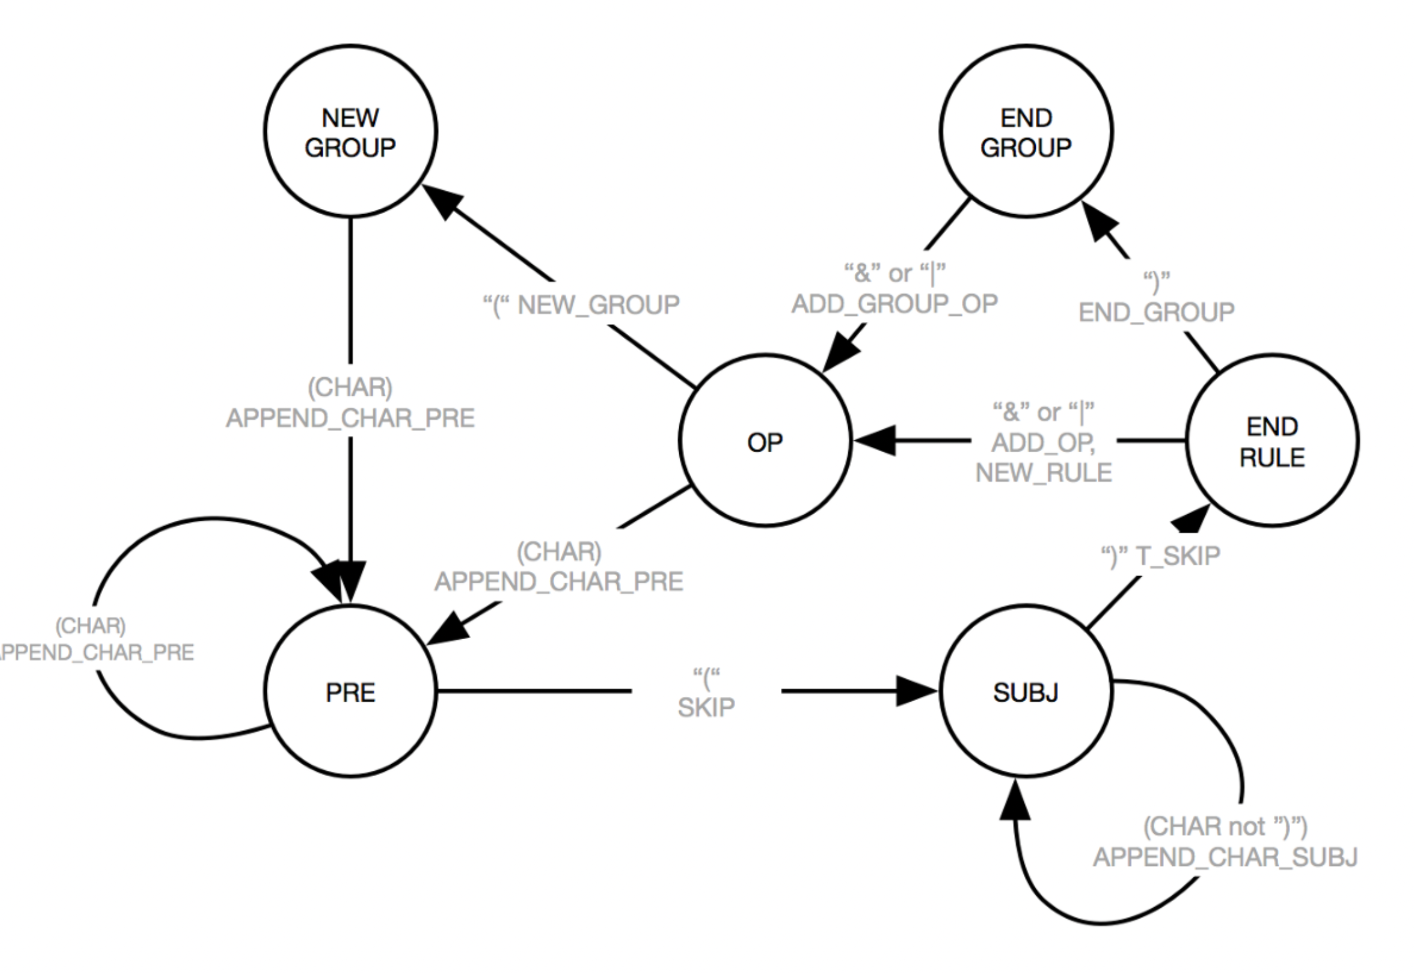 NEW
GROUP
END
GROUP
“&” or “|”
ADD_GROUP_OP
“)”
END_GROUP
“(“ NEW_GROUP
(CHAR)
APPEND_CHAR_PRE
OP
“&” or “|”
ADD_OP,
NEW_RULE
END
RULE
(CHAR)
APPEND_CHAR_PRE
“)” T_SKIP
(CHAR)
PPEND_CHAR_PRE
PRE
“(“
SKIP
SUBJ
(CHAR not ”)”)
APPEND_CHAR_SUBJ